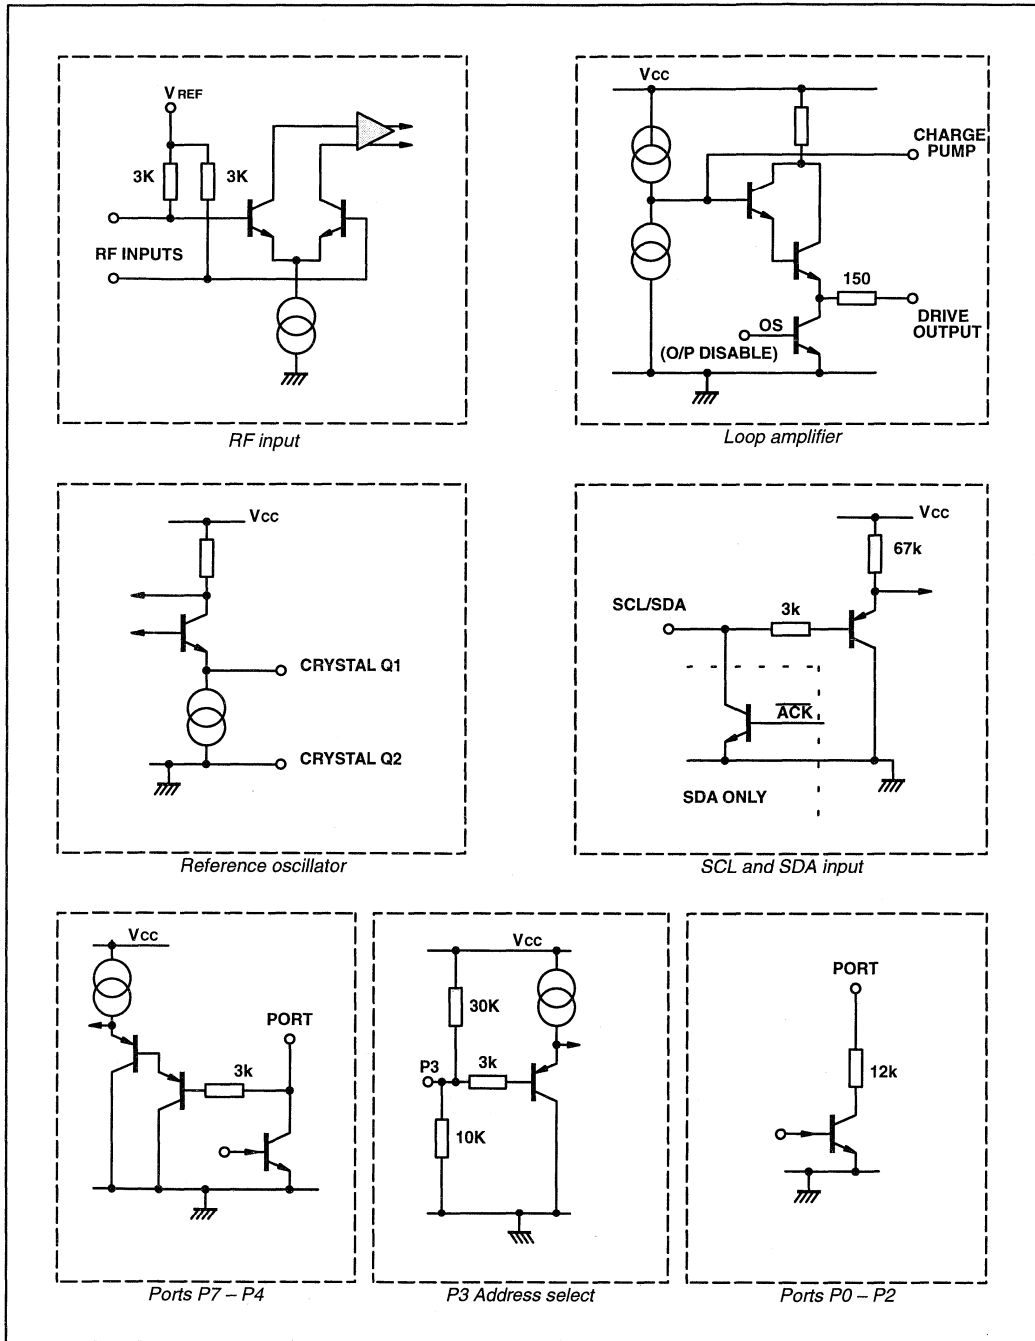 VREF
3K
3K
RF INPUTS
RF input
VCC
CHARGE
PUMP
150
DRIVE
OUTPUT
OS
(O/P DISABLE)
Loop amplifier
VCC
CRYSTAL Q1
CRYSTAL Q2
Reference oscillator
VCC
67k
SCL/SDA
3k
ACK
SDA ONLY
SCL and SDA input
VCC
PORT
3k
Ports P7 – P4
VCC
30K
P3
3k
10K
P3 Address select
PORT
12k
Ports P0 – P2